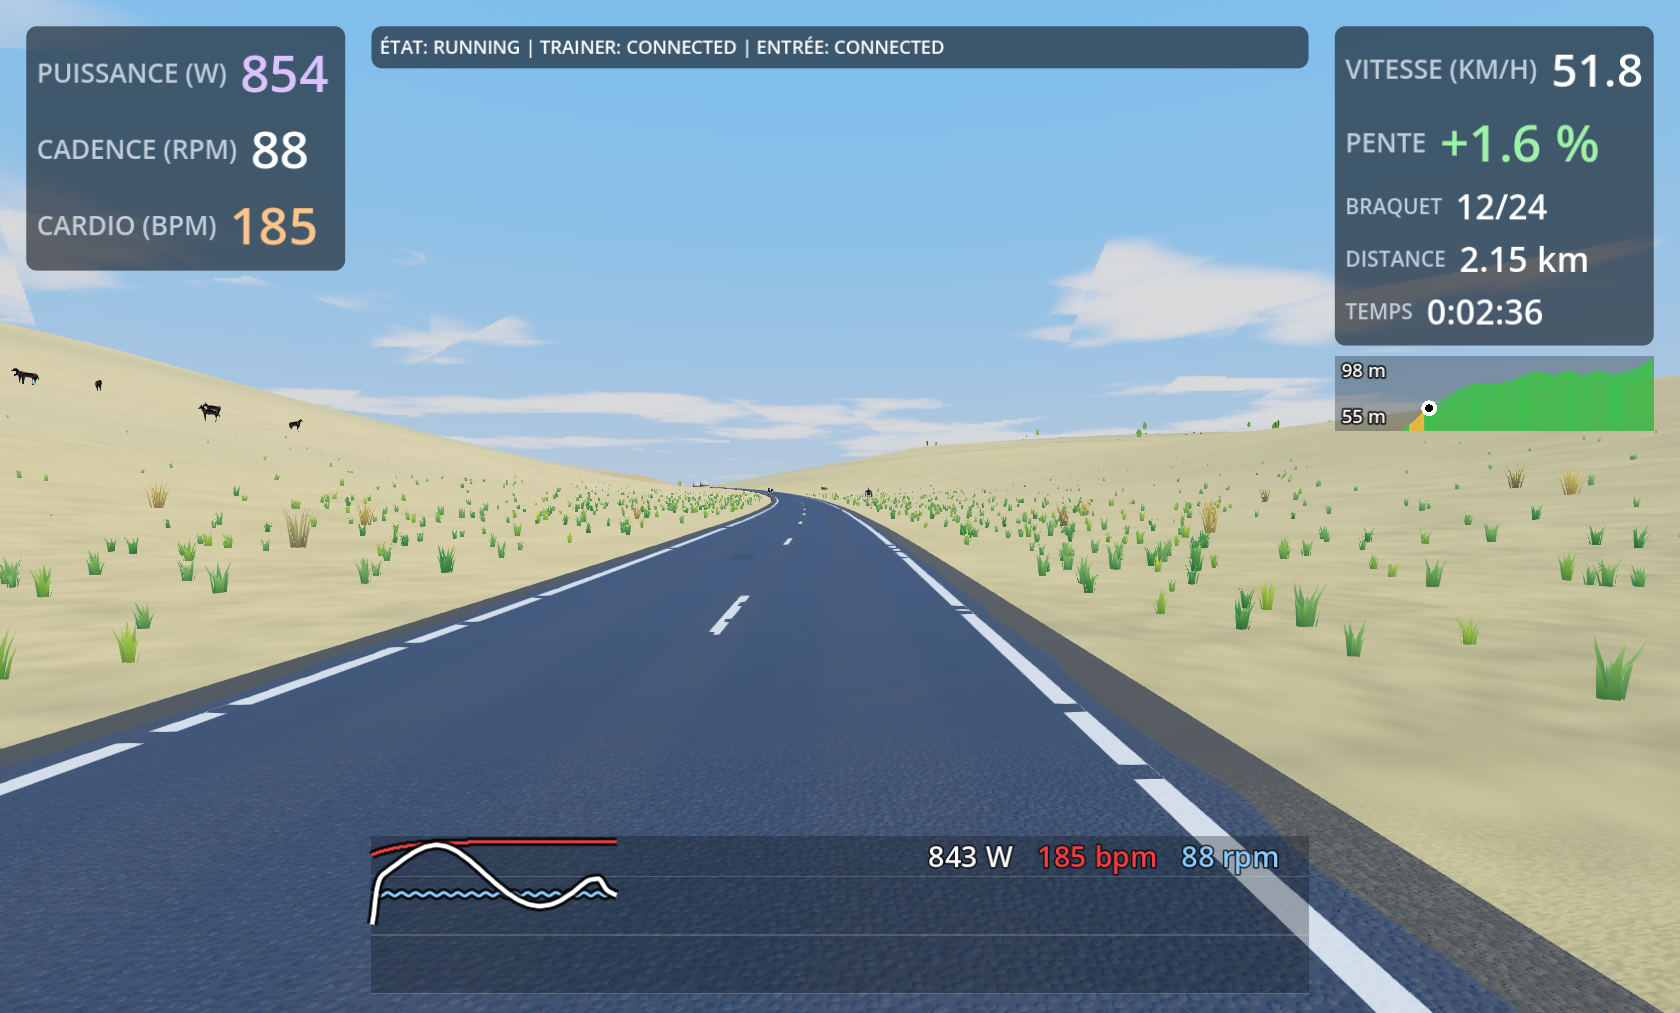 PUISSANCE (W) 854
CADENCE (RPM) 88
CARDIO (BPM) 185
ÉTAT: RUNNING | TRAINER: CONNECTED | ENTRÉE: CONNECTED
VITESSE (KM/H) 51.8
PENTE +1.6 %
BRAQUET 12/24
DISTANCE 2.15 km
TEMPS 0:02:36
98 m
55 m
843 W 185 bpm 88 rpm